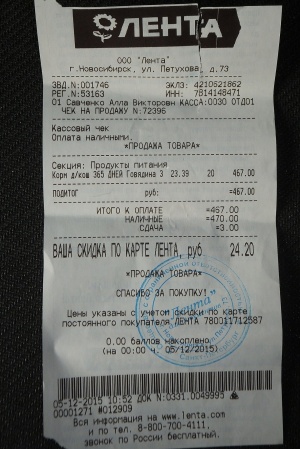 ЛЕНТА
ООО "Лента"
г.Новосибирск, ул. Петухова, д.73
ЗВД.N:001746 ЭКЛЗ: 4210621862
РЕГ.N:53163 ИНН: 7814148471
01 Савченко Алла Викторовн КАССА:0030 ОТД01
ЧЕК НА ПРОДАЖУ N:72396
Кассовый чек
Оплата наличными.
*ПРОДАЖА ТОВАРА*
Секция: Продукты питания
Корм д/кош 365 ДНЕЙ Говядина 3 23.39 20 467.00
ПОДИТОГ руб: =467.00
ИТОГО К ОПЛАТЕ =467.00
НАЛИЧНЫЕ =470.00
СДАЧА =3.00
ВАША СКИДКА ПО КАРТЕ ЛЕНТА, руб 24.20
*ПРОДАЖА ТОВАРА*
СПАСИБО ЗА ПОКУПКУ!
Цены указаны с учетом скидки по карте
постоянного покупателя ЛЕНТА 780011712587
0.00 баллов накоплено
(на 00:00 ч. 05/12/2015)
05-12-2015 10:52 ДОК N:0331.0049995
00001271 #012909
Вся информация на www.lenta.com
и по тел. 8-800-700-4111,
звонок по России бесплатный.